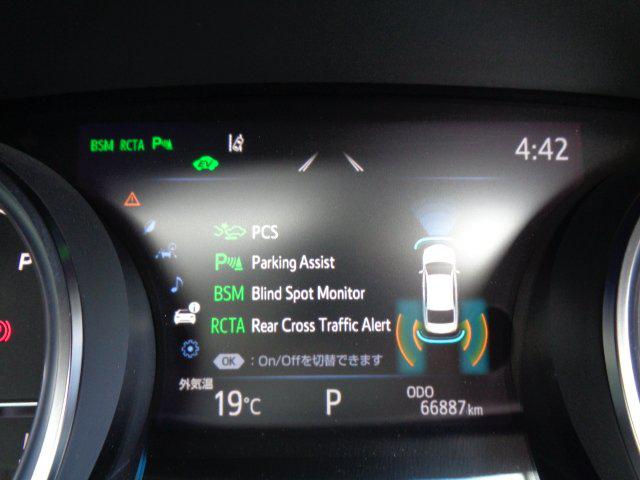 BSM RCTA P
4:42
EV
PCS
P Parking Assist
BSM Blind Spot Monitor
RCTA Rear Cross Traffic Alert
OK : On/Offを切替できます
外気温
19℃
P
ODO
66887km
P